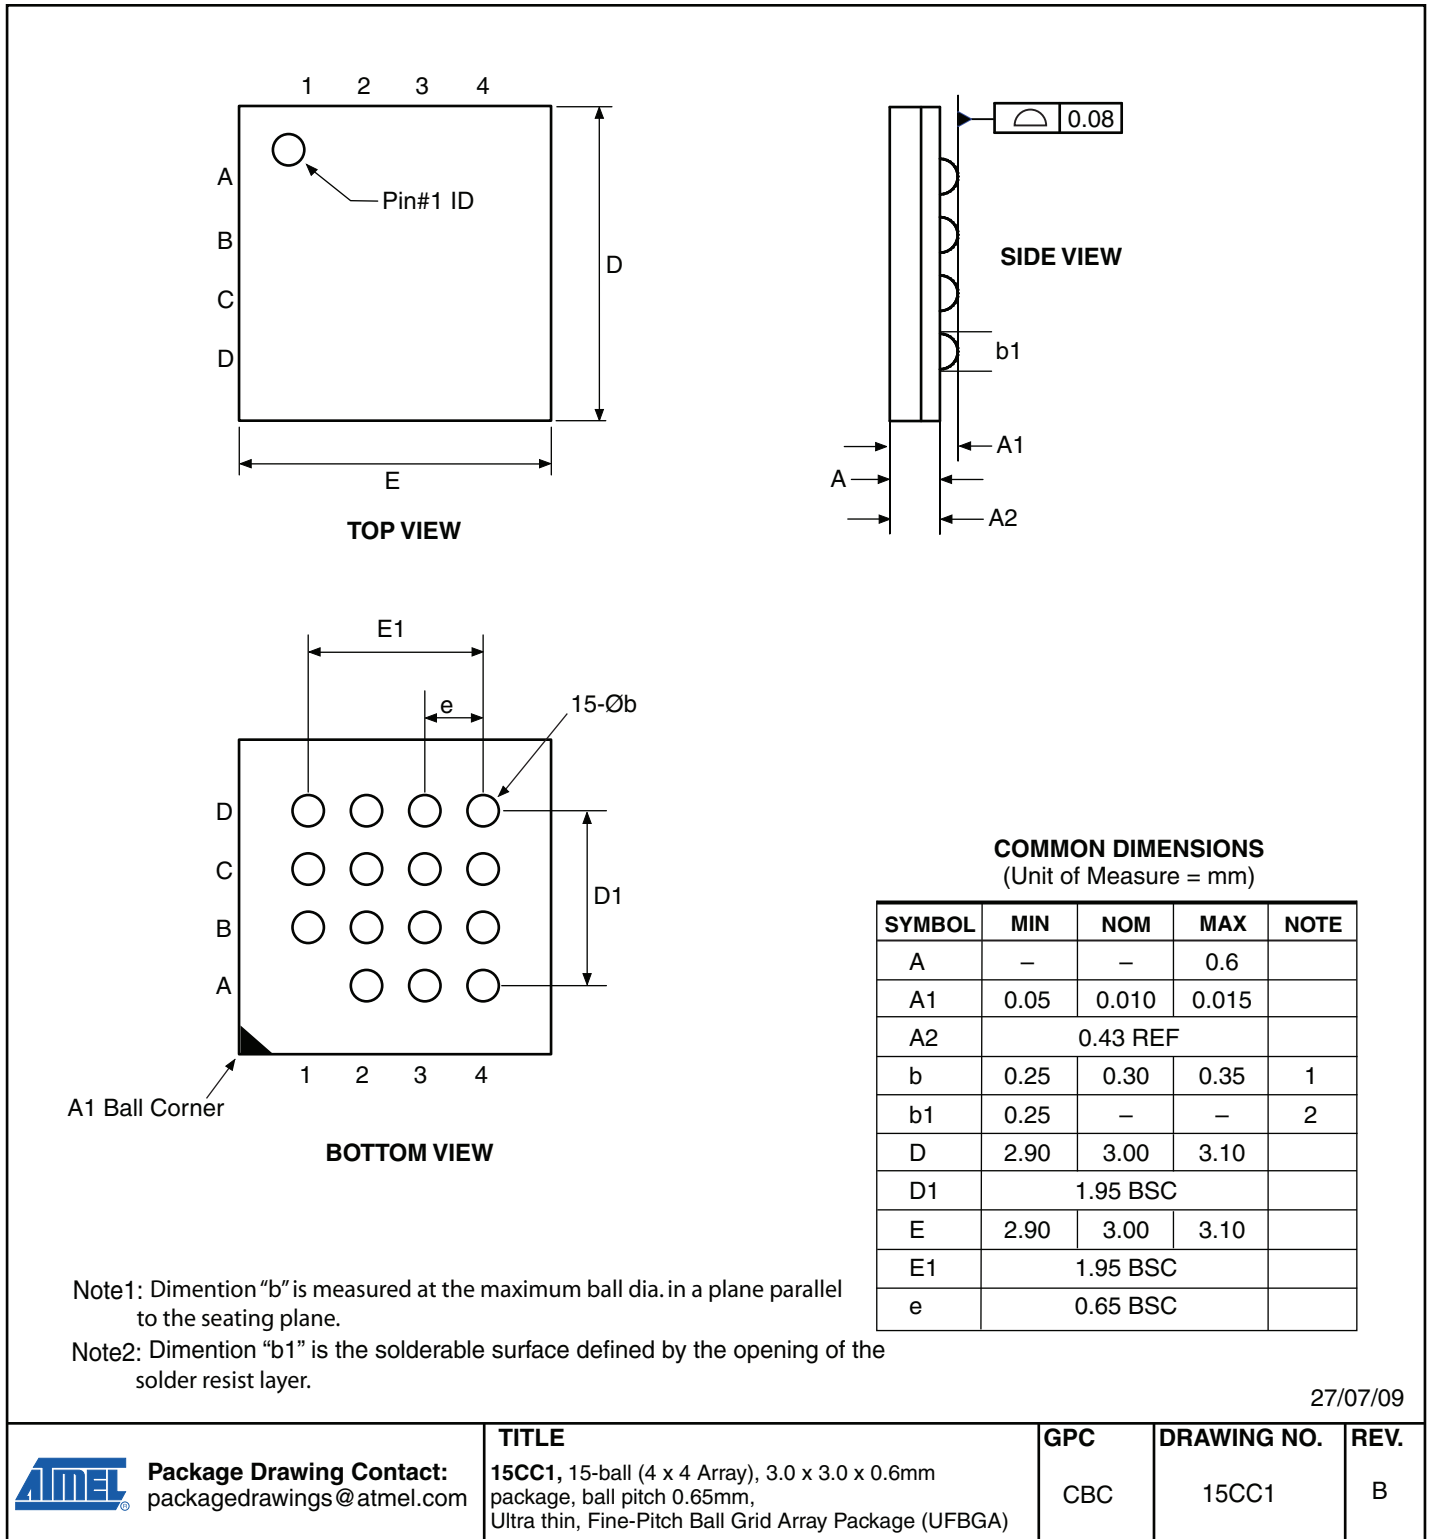 1 2 3 4
A
B
C
D
Pin#1 ID
D
E
TOP VIEW
0.08
SIDE VIEW
b1
A1
A
A2
E1
e
15-Øb
D
C
B
A
D1
1 2 3 4
A1 Ball Corner
BOTTOM VIEW
COMMON DIMENSIONS
(Unit of Measure = mm)
SYMBOL MIN NOM MAX NOTE
A – – 0.6
A1 0.05 0.010 0.015
A2 0.43 REF
b 0.25 0.30 0.35 1
b1 0.25 – – 2
D 2.90 3.00 3.10
D1 1.95 BSC
E 2.90 3.00 3.10
E1 1.95 BSC
e 0.65 BSC
Note1: Dimention “b” is measured at the maximum ball dia. in a plane parallel
to the seating plane.
Note2: Dimention “b1” is the solderable surface defined by the opening of the
solder resist layer.
27/07/09
ATMEL®
Package Drawing Contact:
packagedrawings@atmel.com
TITLE
15CC1, 15-ball (4 x 4 Array), 3.0 x 3.0 x 0.6mm
package, ball pitch 0.65mm,
Ultra thin, Fine-Pitch Ball Grid Array Package (UFBGA)
GPC
CBC
DRAWING NO.
15CC1
REV.
B